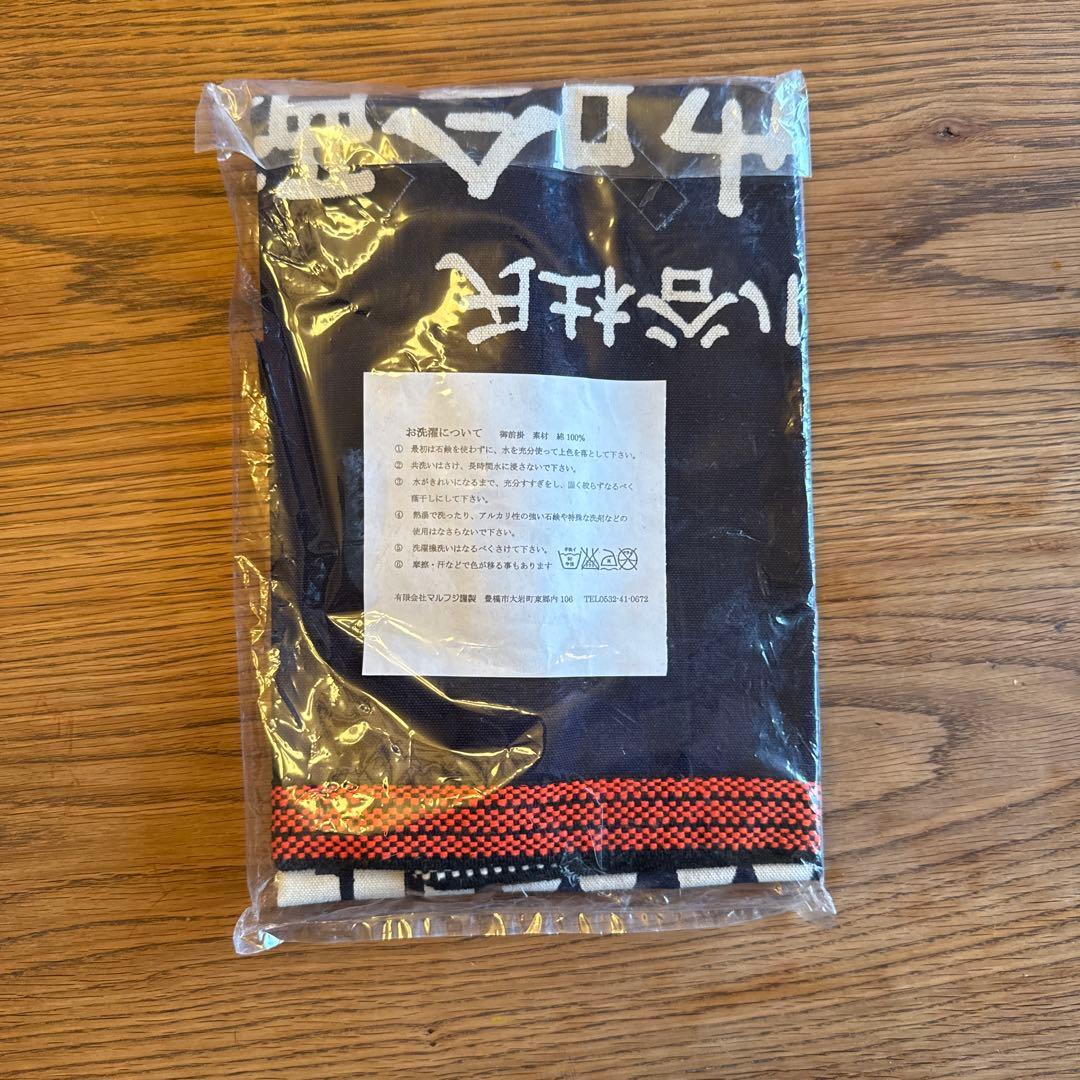 谷杜氏
お洗濯について 御前掛 素材 綿100%
① 最初は石鹸を使わずに、水を充分使って上色を落として下さい。
② 共洗いはさけ、長時間水に浸さないで下さい。
③ 水がきれいになるまで、充分すすぎをし、固く絞らずなるべく
蔭干しにして下さい。
④ 熱湯で洗ったり、アルカリ性の強い石鹸や特殊な洗剤などの
使用はなさらないで下さい。
⑤ 洗濯機洗いはなるべくさけて下さい。
⑥ 摩擦・汗などで色が移る事もあります
有限会社マルフジ謹製 豊橋市大岩町東郷内106 TEL0532-41-0672